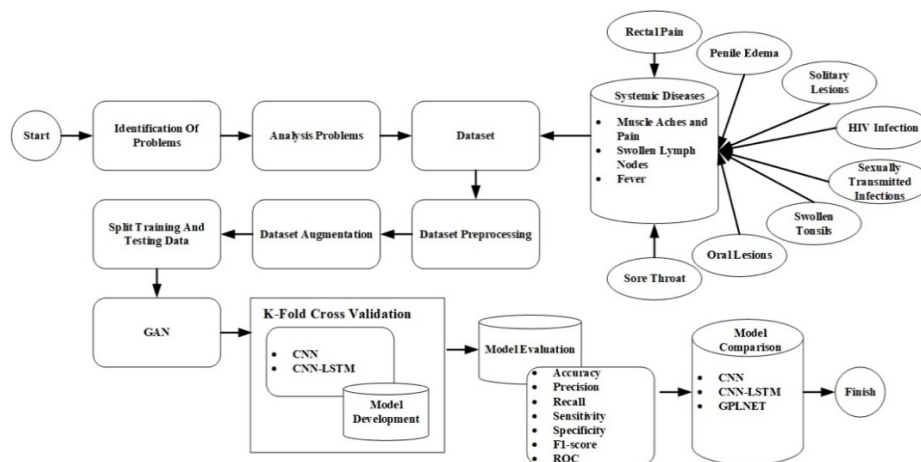 Rectal Pain
Penile Edema
Solitary
Lesions
HIV Infection
Sexually
Transmitted
Infections
Swollen
Tonsils
Oral Lesions
Sore Throat
Systemic Diseases
• Muscle Aches and
Pain
• Swollen Lymph
Nodes
• Fever
Start
Identification Of
Problems
Analysis Problems
Dataset
Dataset Preprocessing
Dataset Augmentation
Split Training And
Testing Data
GAN
K-Fold Cross Validation
• CNN
• CNN-LSTM
Model
Development
Model Evaluation
• Accuracy
• Precision
• Recall
• Sensitivity
• Specificity
• F1-score
• ROC
Model
Comparison
• CNN
• CNN-LSTM
• GPLNET
Finish